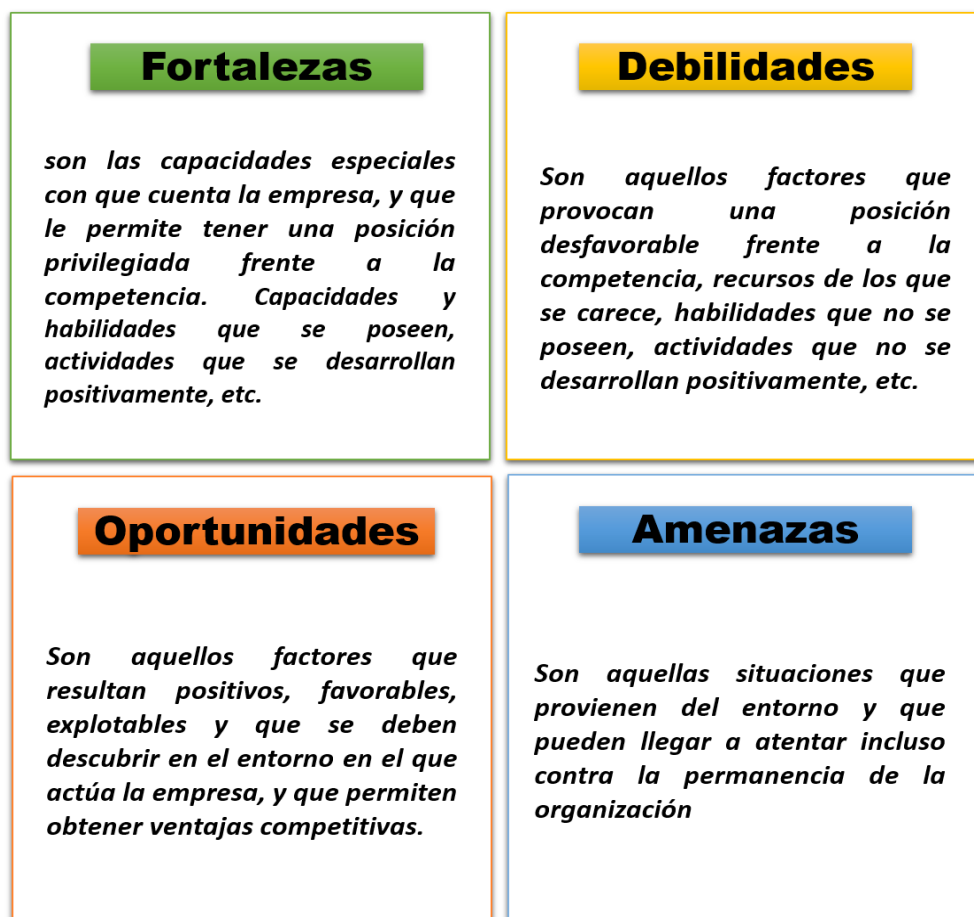 Fortalezas
son las capacidades especiales
con que cuenta la empresa, y que
le permite tener una posición
privilegiada frente a la
competencia. Capacidades y
habilidades que se poseen,
actividades que se desarrollan
positivamente, etc.
Debilidades
Son aquellos factores que
provocan una posición
desfavorable frente a la
competencia, recursos de los que
se carece, habilidades que no se
poseen, actividades que no se
desarrollan positivamente, etc.
Oportunidades
Son aquellos factores que
resultan positivos, favorables,
explotables y que se deben
descubrir en el entorno en el que
actúa la empresa, y que permiten
obtener ventajas competitivas.
Amenazas
Son aquellas situaciones que
provienen del entorno y que
pueden llegar a atentar incluso
contra la permanencia de la
organización